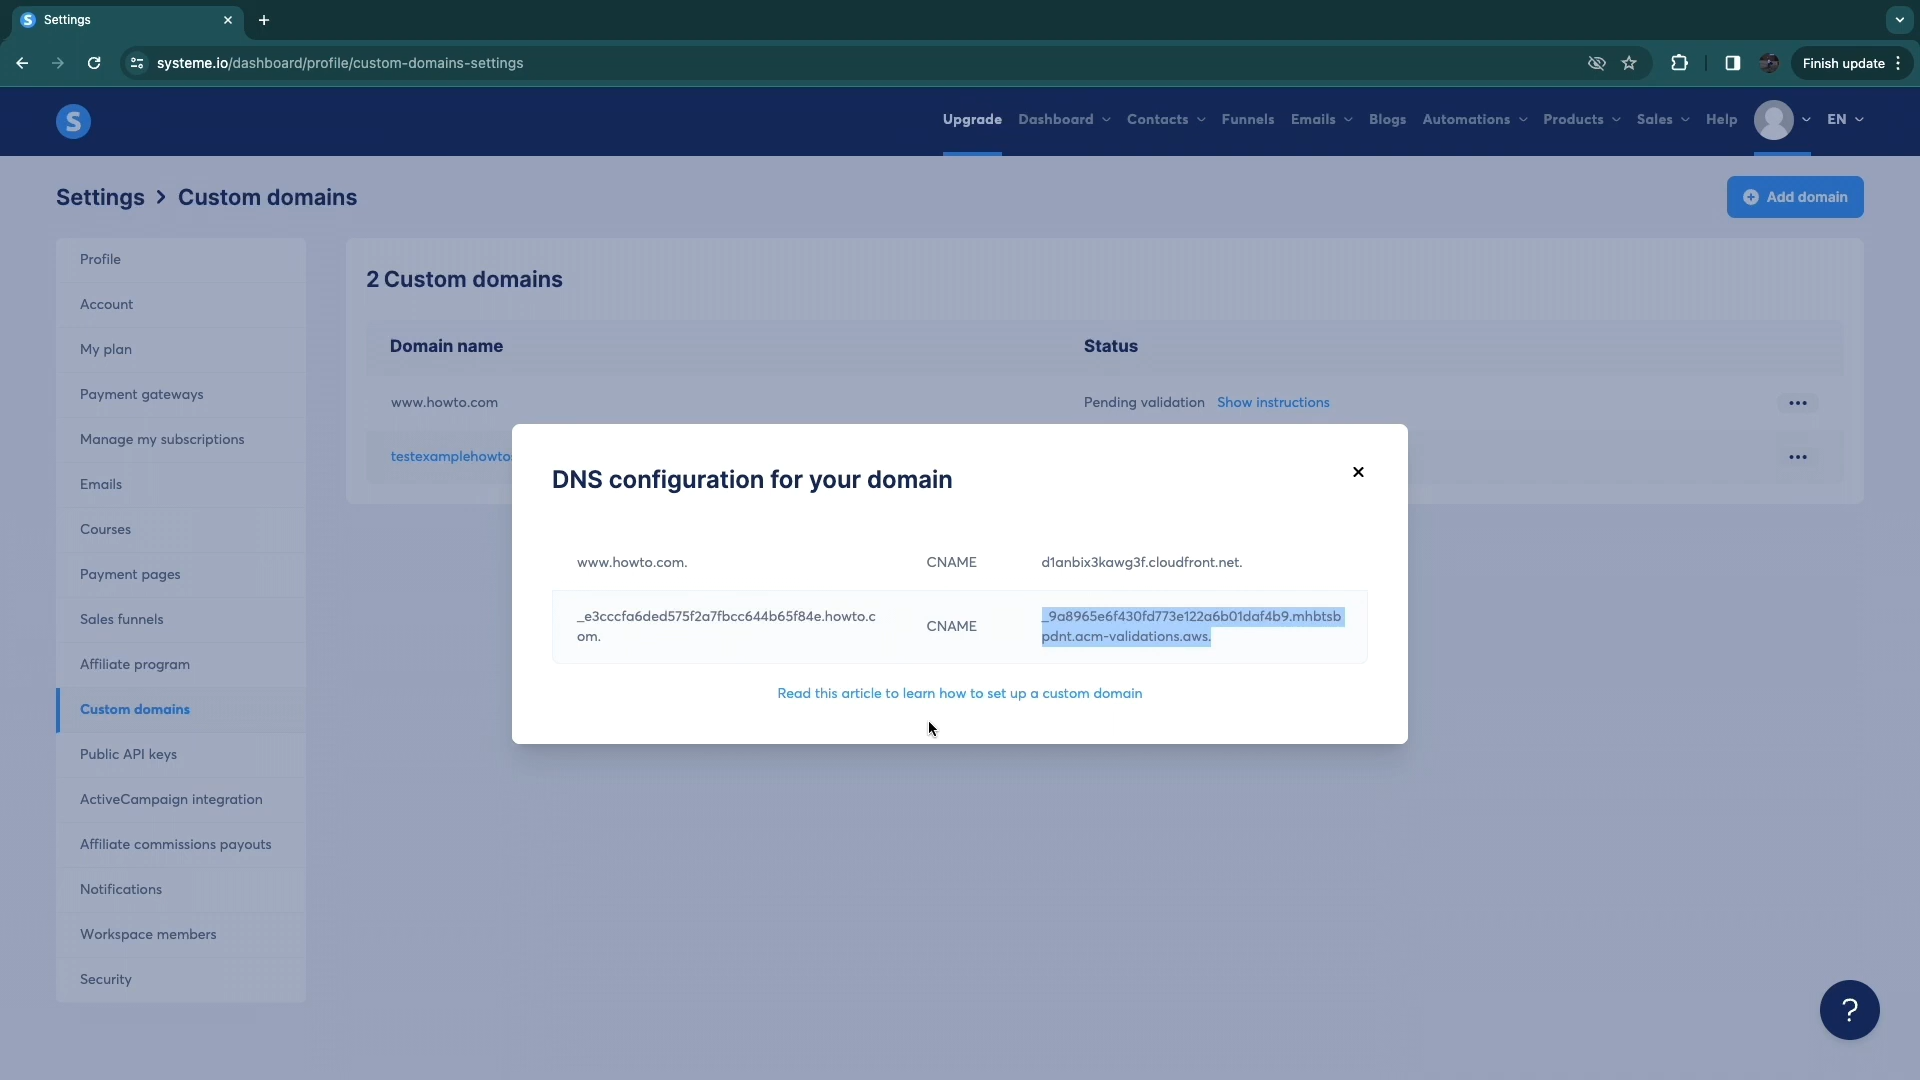 Settings
systeme.io/dashboard/profile/custom-domains-settings
Finish update
S
Upgrade Dashboard Contacts Funnels Emails Blogs Automations Products Sales Help EN
Settings > Custom domains
Add domain
Profile
Account
My plan
Payment gateways
Manage my subscriptions
Emails
Courses
Payment pages
Sales funnels
Affiliate program
Custom domains
Public API keys
ActiveCampaign integration
Affiliate commissions payouts
Notifications
Workspace members
Security
2 Custom domains
Domain name Status
www.howto.com Pending validation Show instructions
testexamplehowto
DNS configuration for your domain
www.howto.com. CNAME d1anbix3kawg3f.cloudfront.net.
_e3cccfa6ded575f2a7fbcc644b65f84e.howto.c
om.
CNAME
_9a8965e6f430fd773e122a6b01daf4b9.mhbtsb
pdnt.acm-validations.aws.
Read this article to learn how to set up a custom domain
?